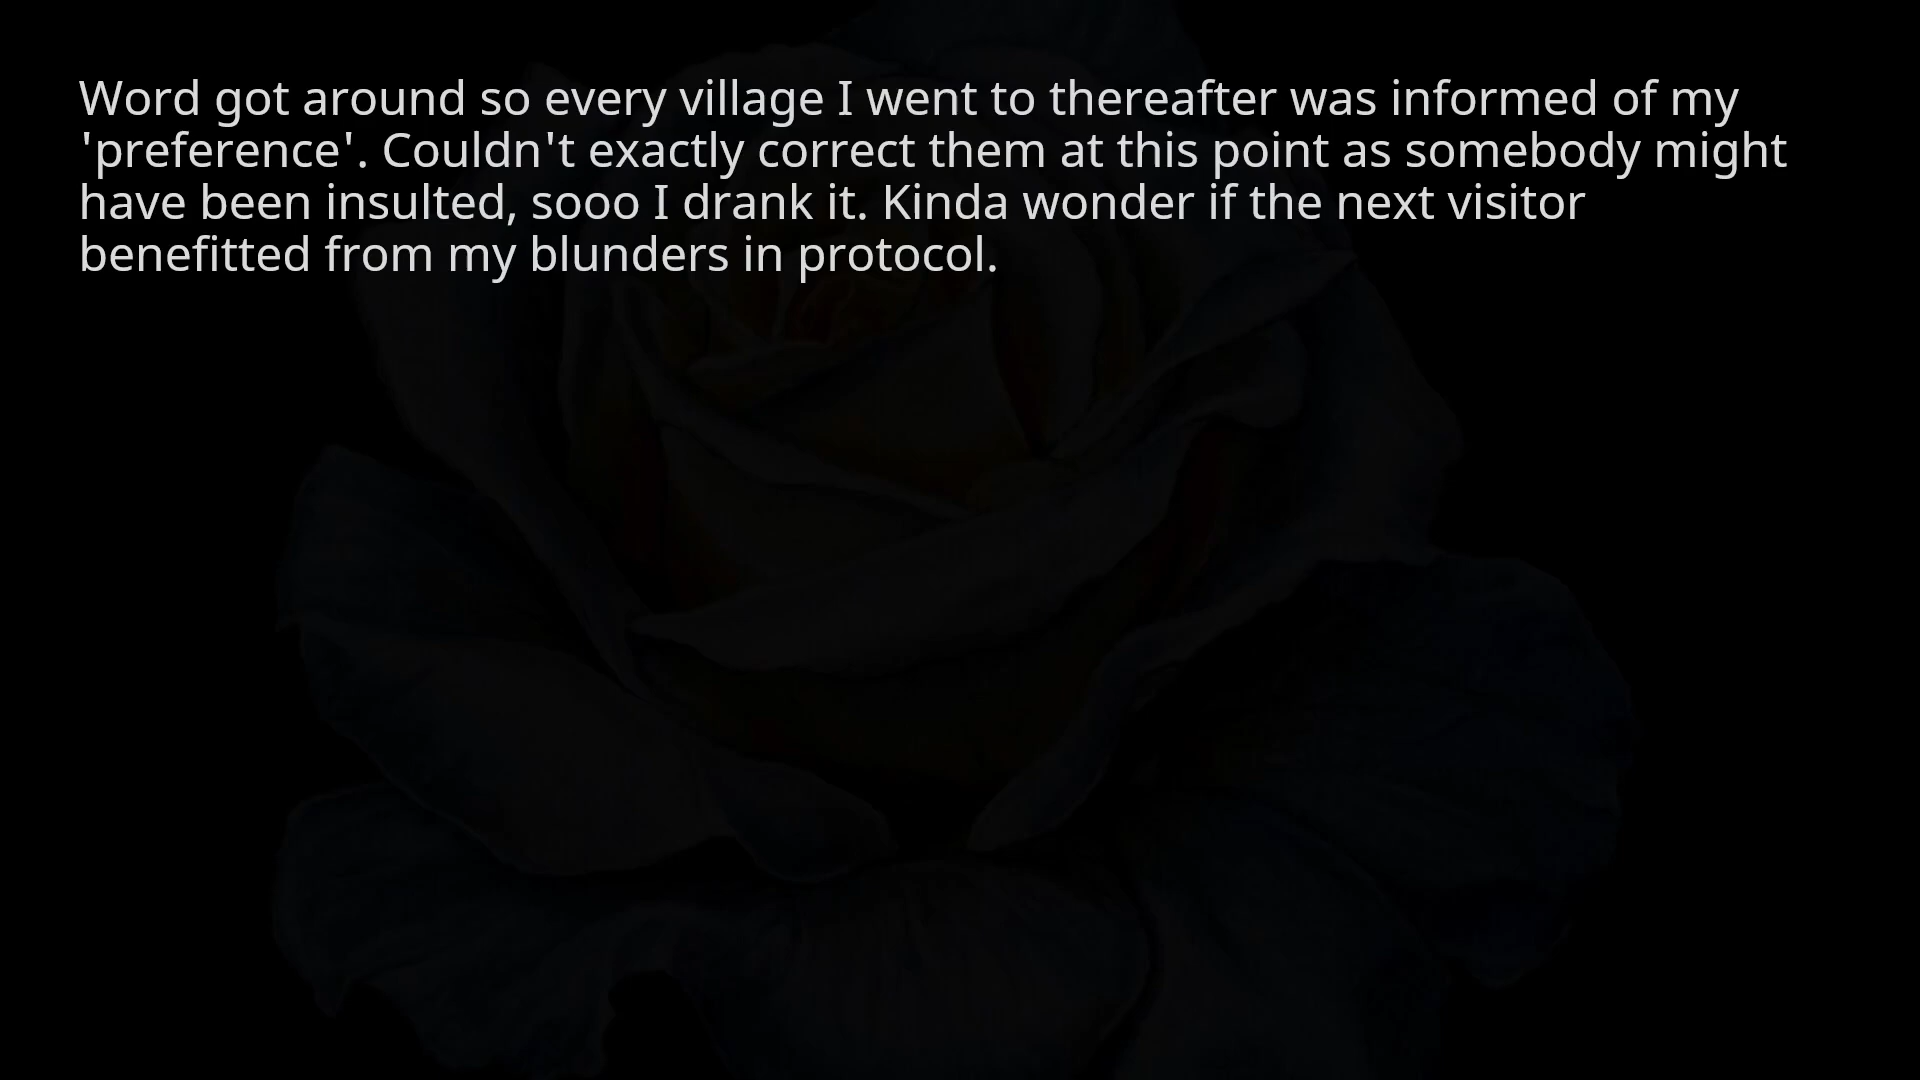 Word got around so every village I went to thereafter was informed of my
'preference'. Couldn't exactly correct them at this point as somebody might
have been insulted, sooo I drank it. Kinda wonder if the next visitor
benefitted from my blunders in protocol.